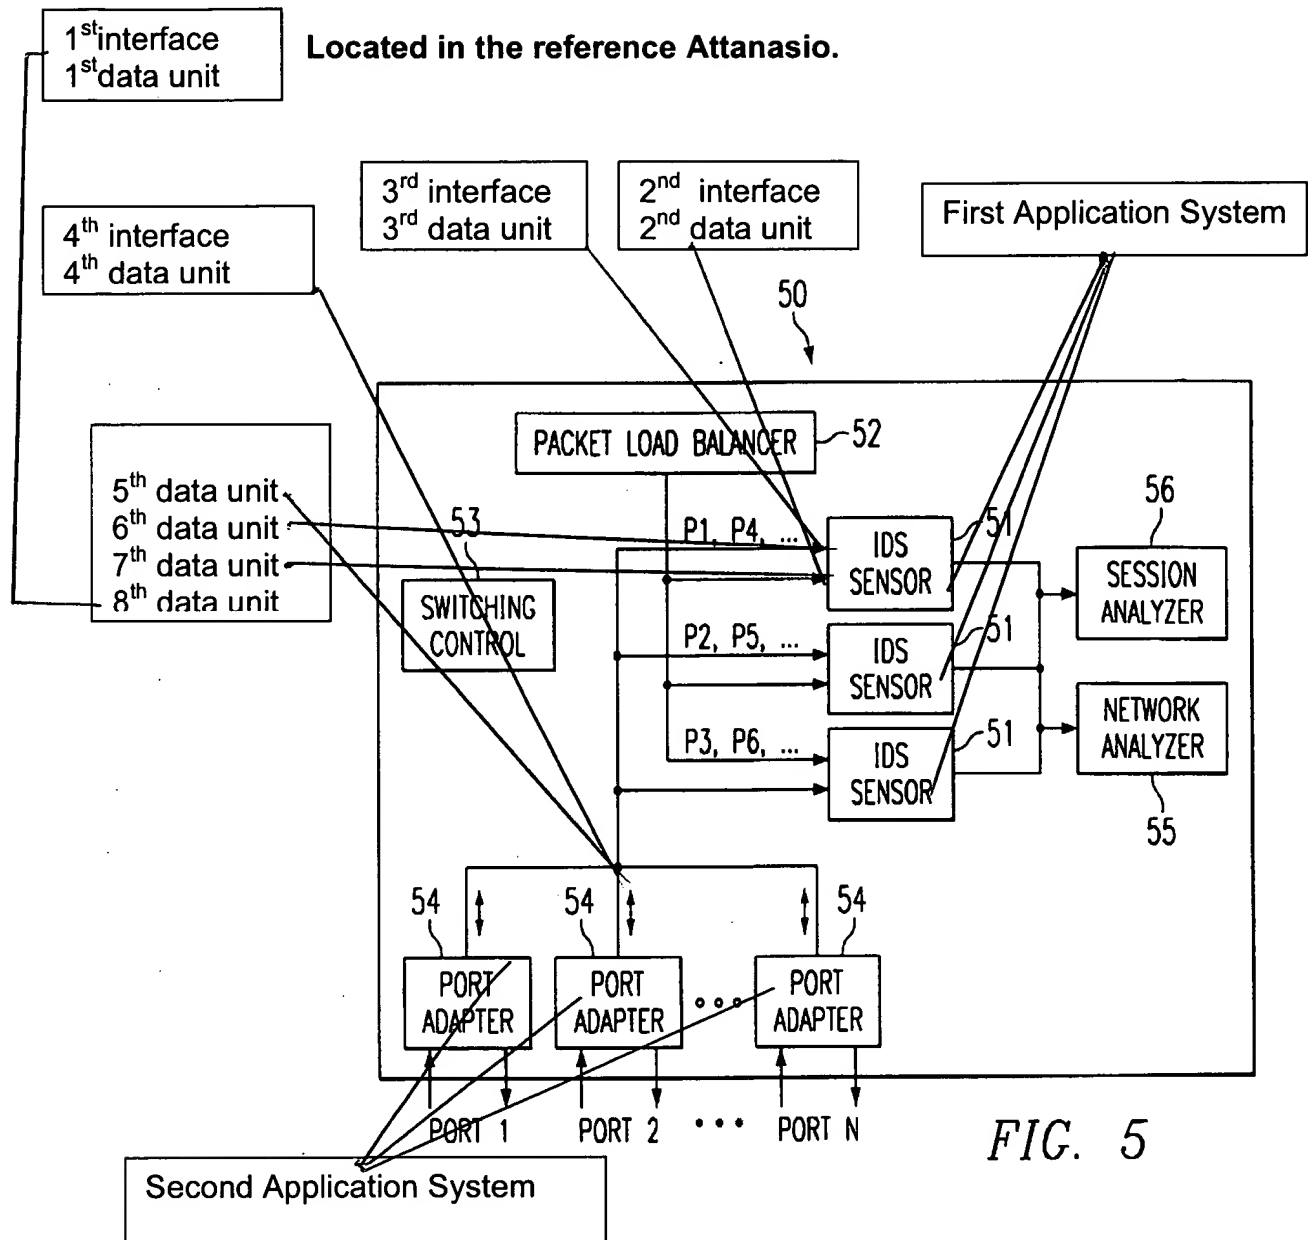 1st interface
1st data unit
Located in the reference Attanasio.
3rd interface
3rd data unit
2nd interface
2nd data unit
First Application System
4th interface
4th data unit
50
PACKET LOAD BALANCER
52
5th data unit
6th data unit
7th data unit
8th data unit
53
SWITCHING
CONTROL
P1, P4, ...
IDS
SENSOR
51
56
SESSION
ANALYZER
P2, P5, ...
IDS
SENSOR
51
P3, P6, ...
IDS
SENSOR
51
NETWORK
ANALYZER
55
54
54
54
PORT
ADAPTER
PORT
ADAPTER
PORT
ADAPTER
PORT 1
PORT 2
PORT N
FIG. 5
Second Application System